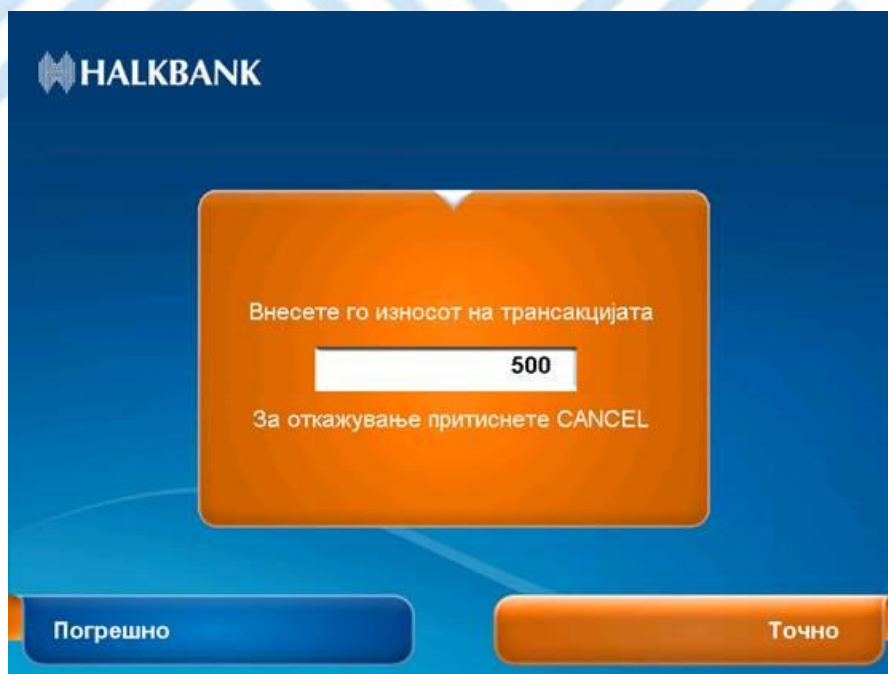 HALKBANK
Внесете го износот на трансакцијата
500
За откажување притиснете CANCEL
Погрешно
Точно